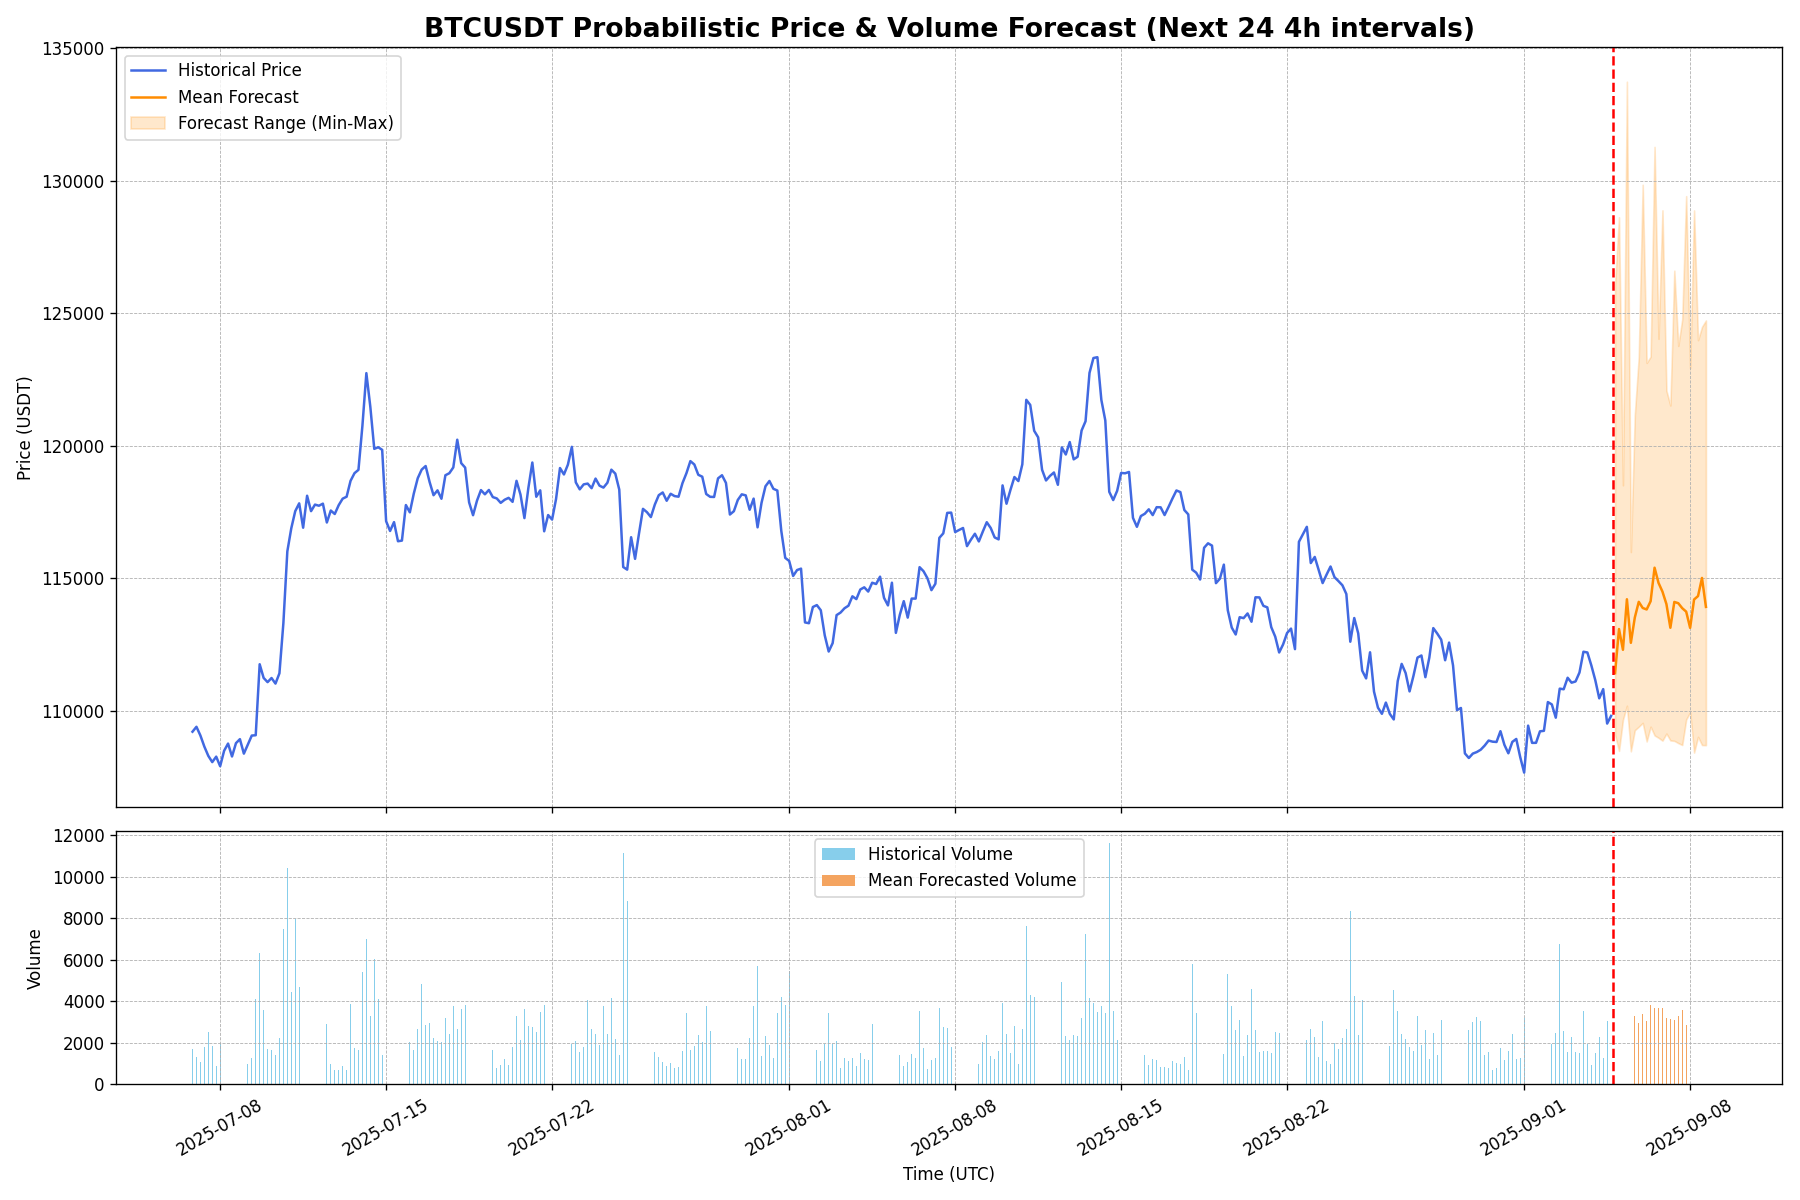 BTCUSDT Probabilistic Price & Volume Forecast (Next 24 4h intervals)
Historical Price
Mean Forecast
Forecast Range (Min-Max)
135000
130000
125000
120000
115000
110000
Price (USDT)
Historical Volume
Mean Forecasted Volume
12000
10000
8000
6000
4000
2000
0
Volume
2025-07-08
2025-07-15
2025-07-22
2025-08-01
2025-08-08
2025-08-15
2025-08-22
2025-09-01
2025-09-08
Time (UTC)